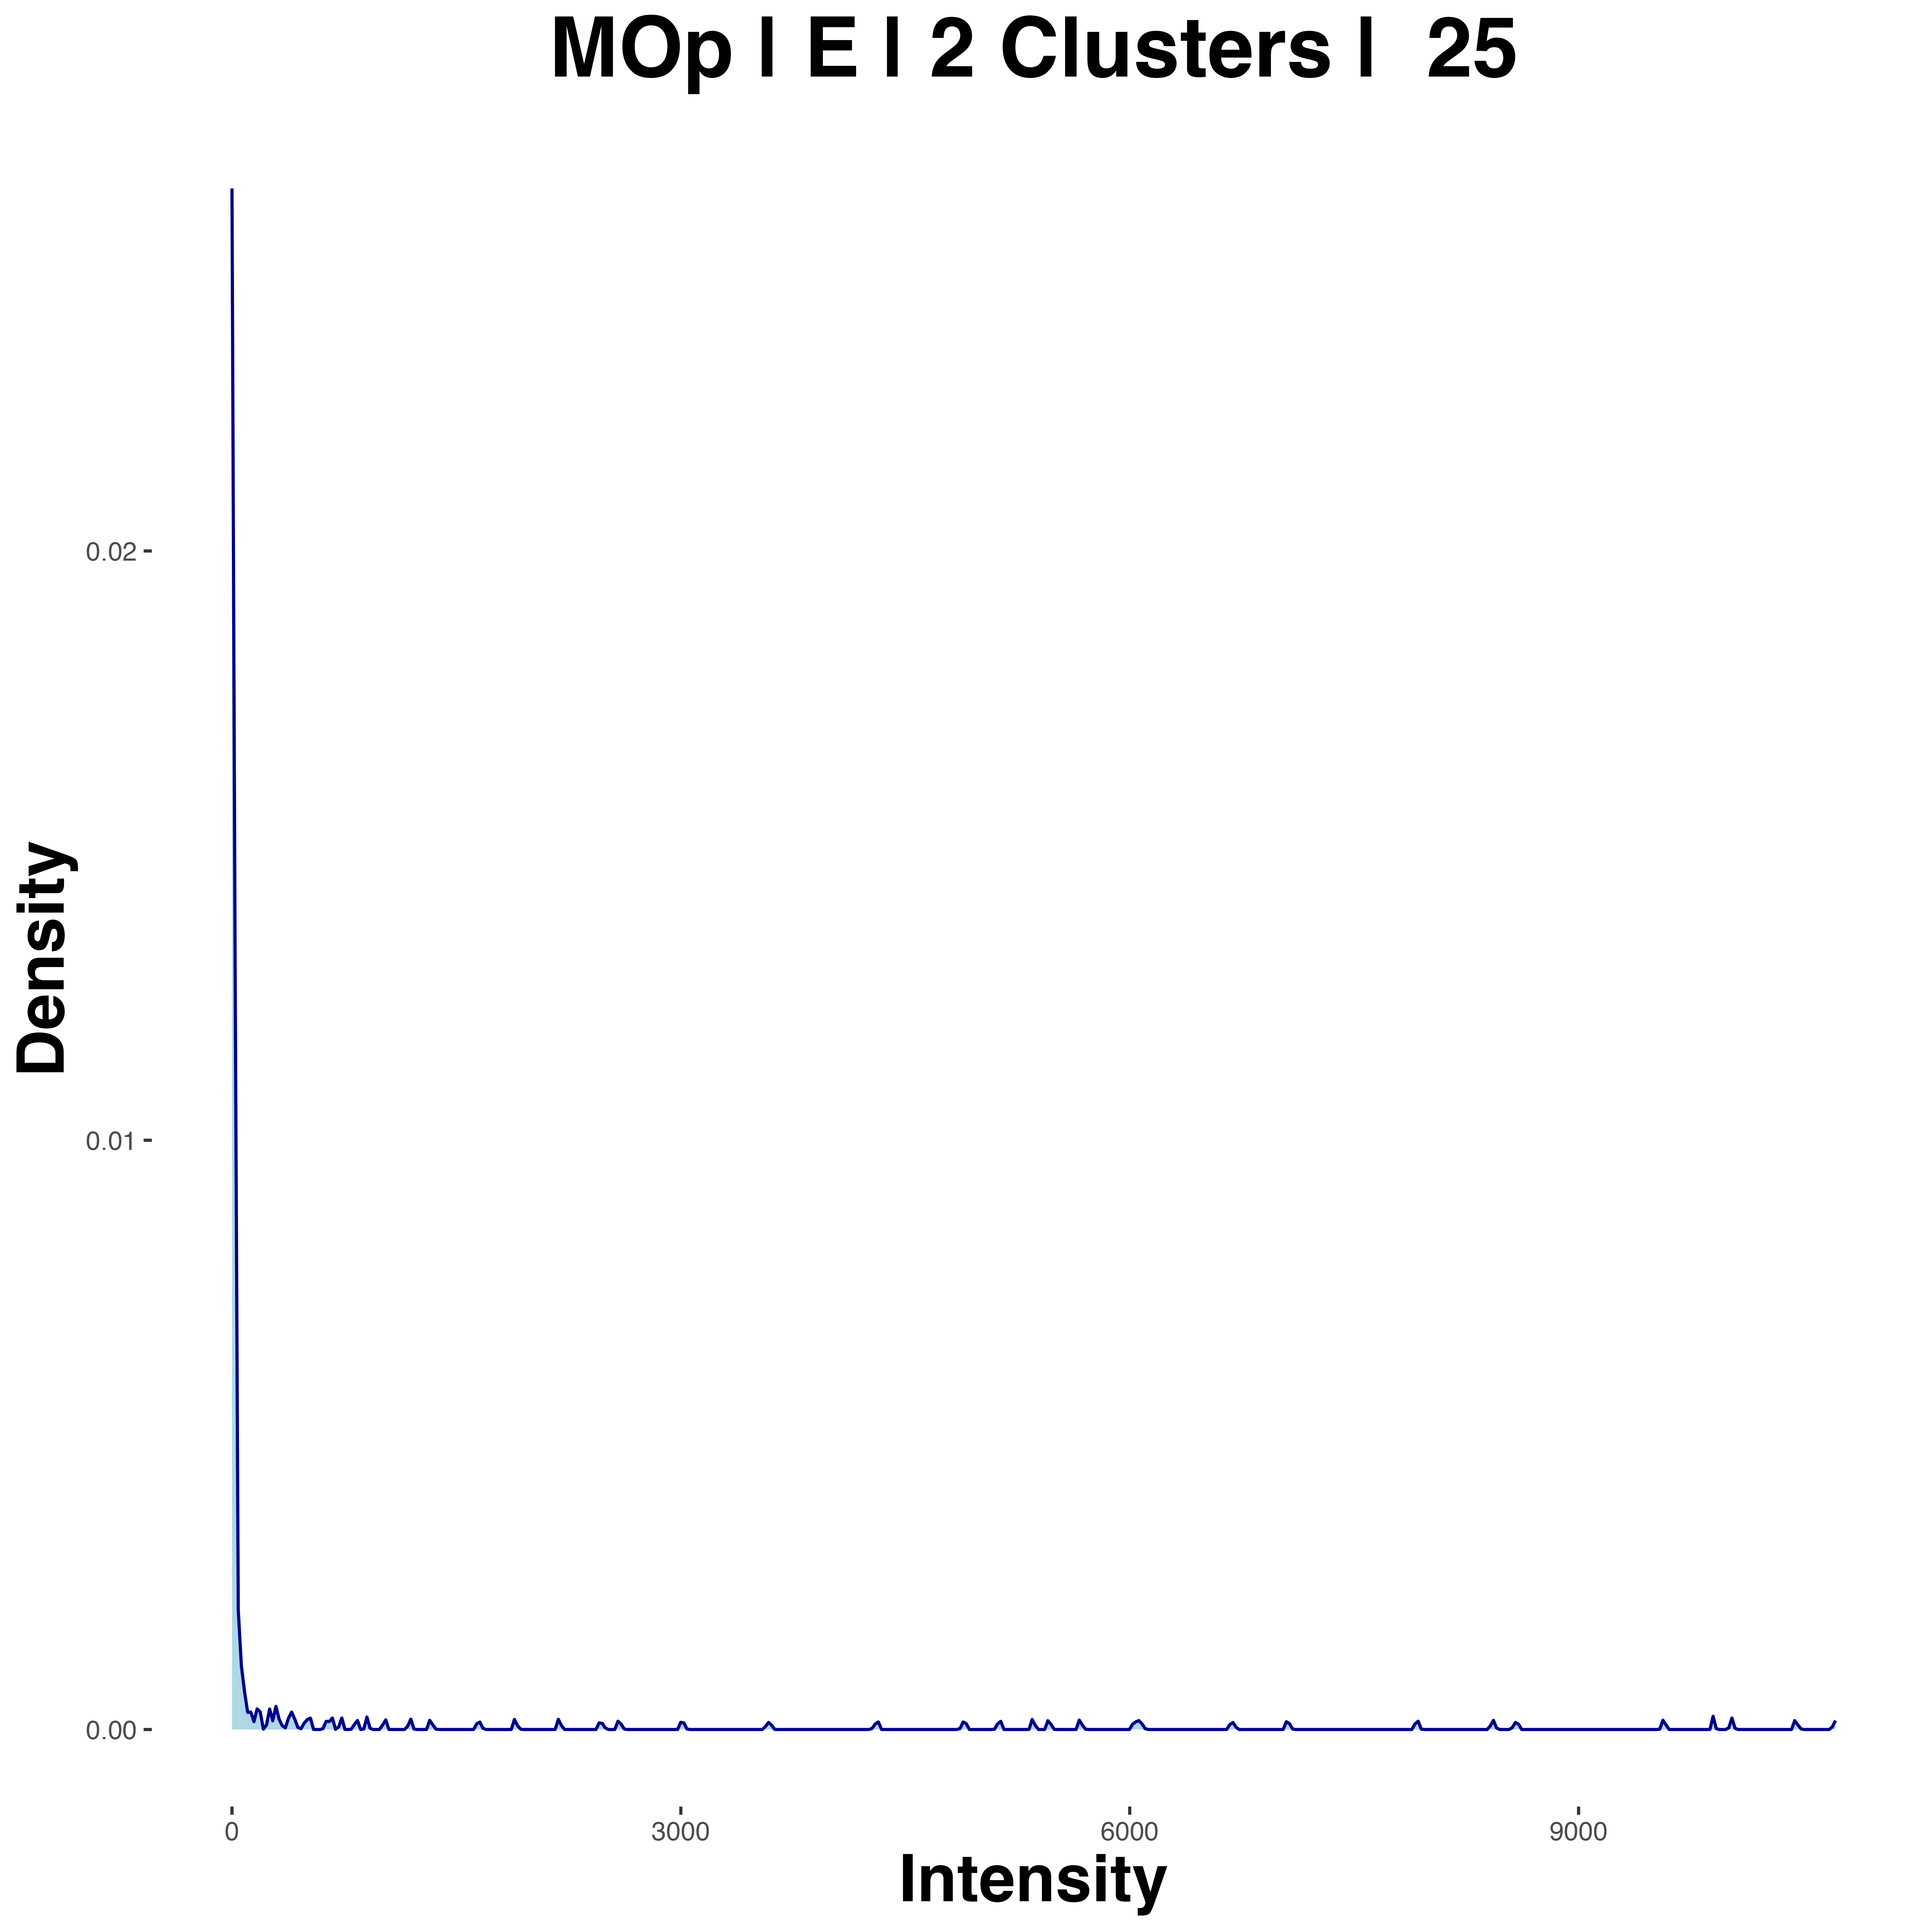 MOp | E | 2 Clusters |  25
Density
0.02
0.01
0.00
0 3000 6000 9000
Intensity